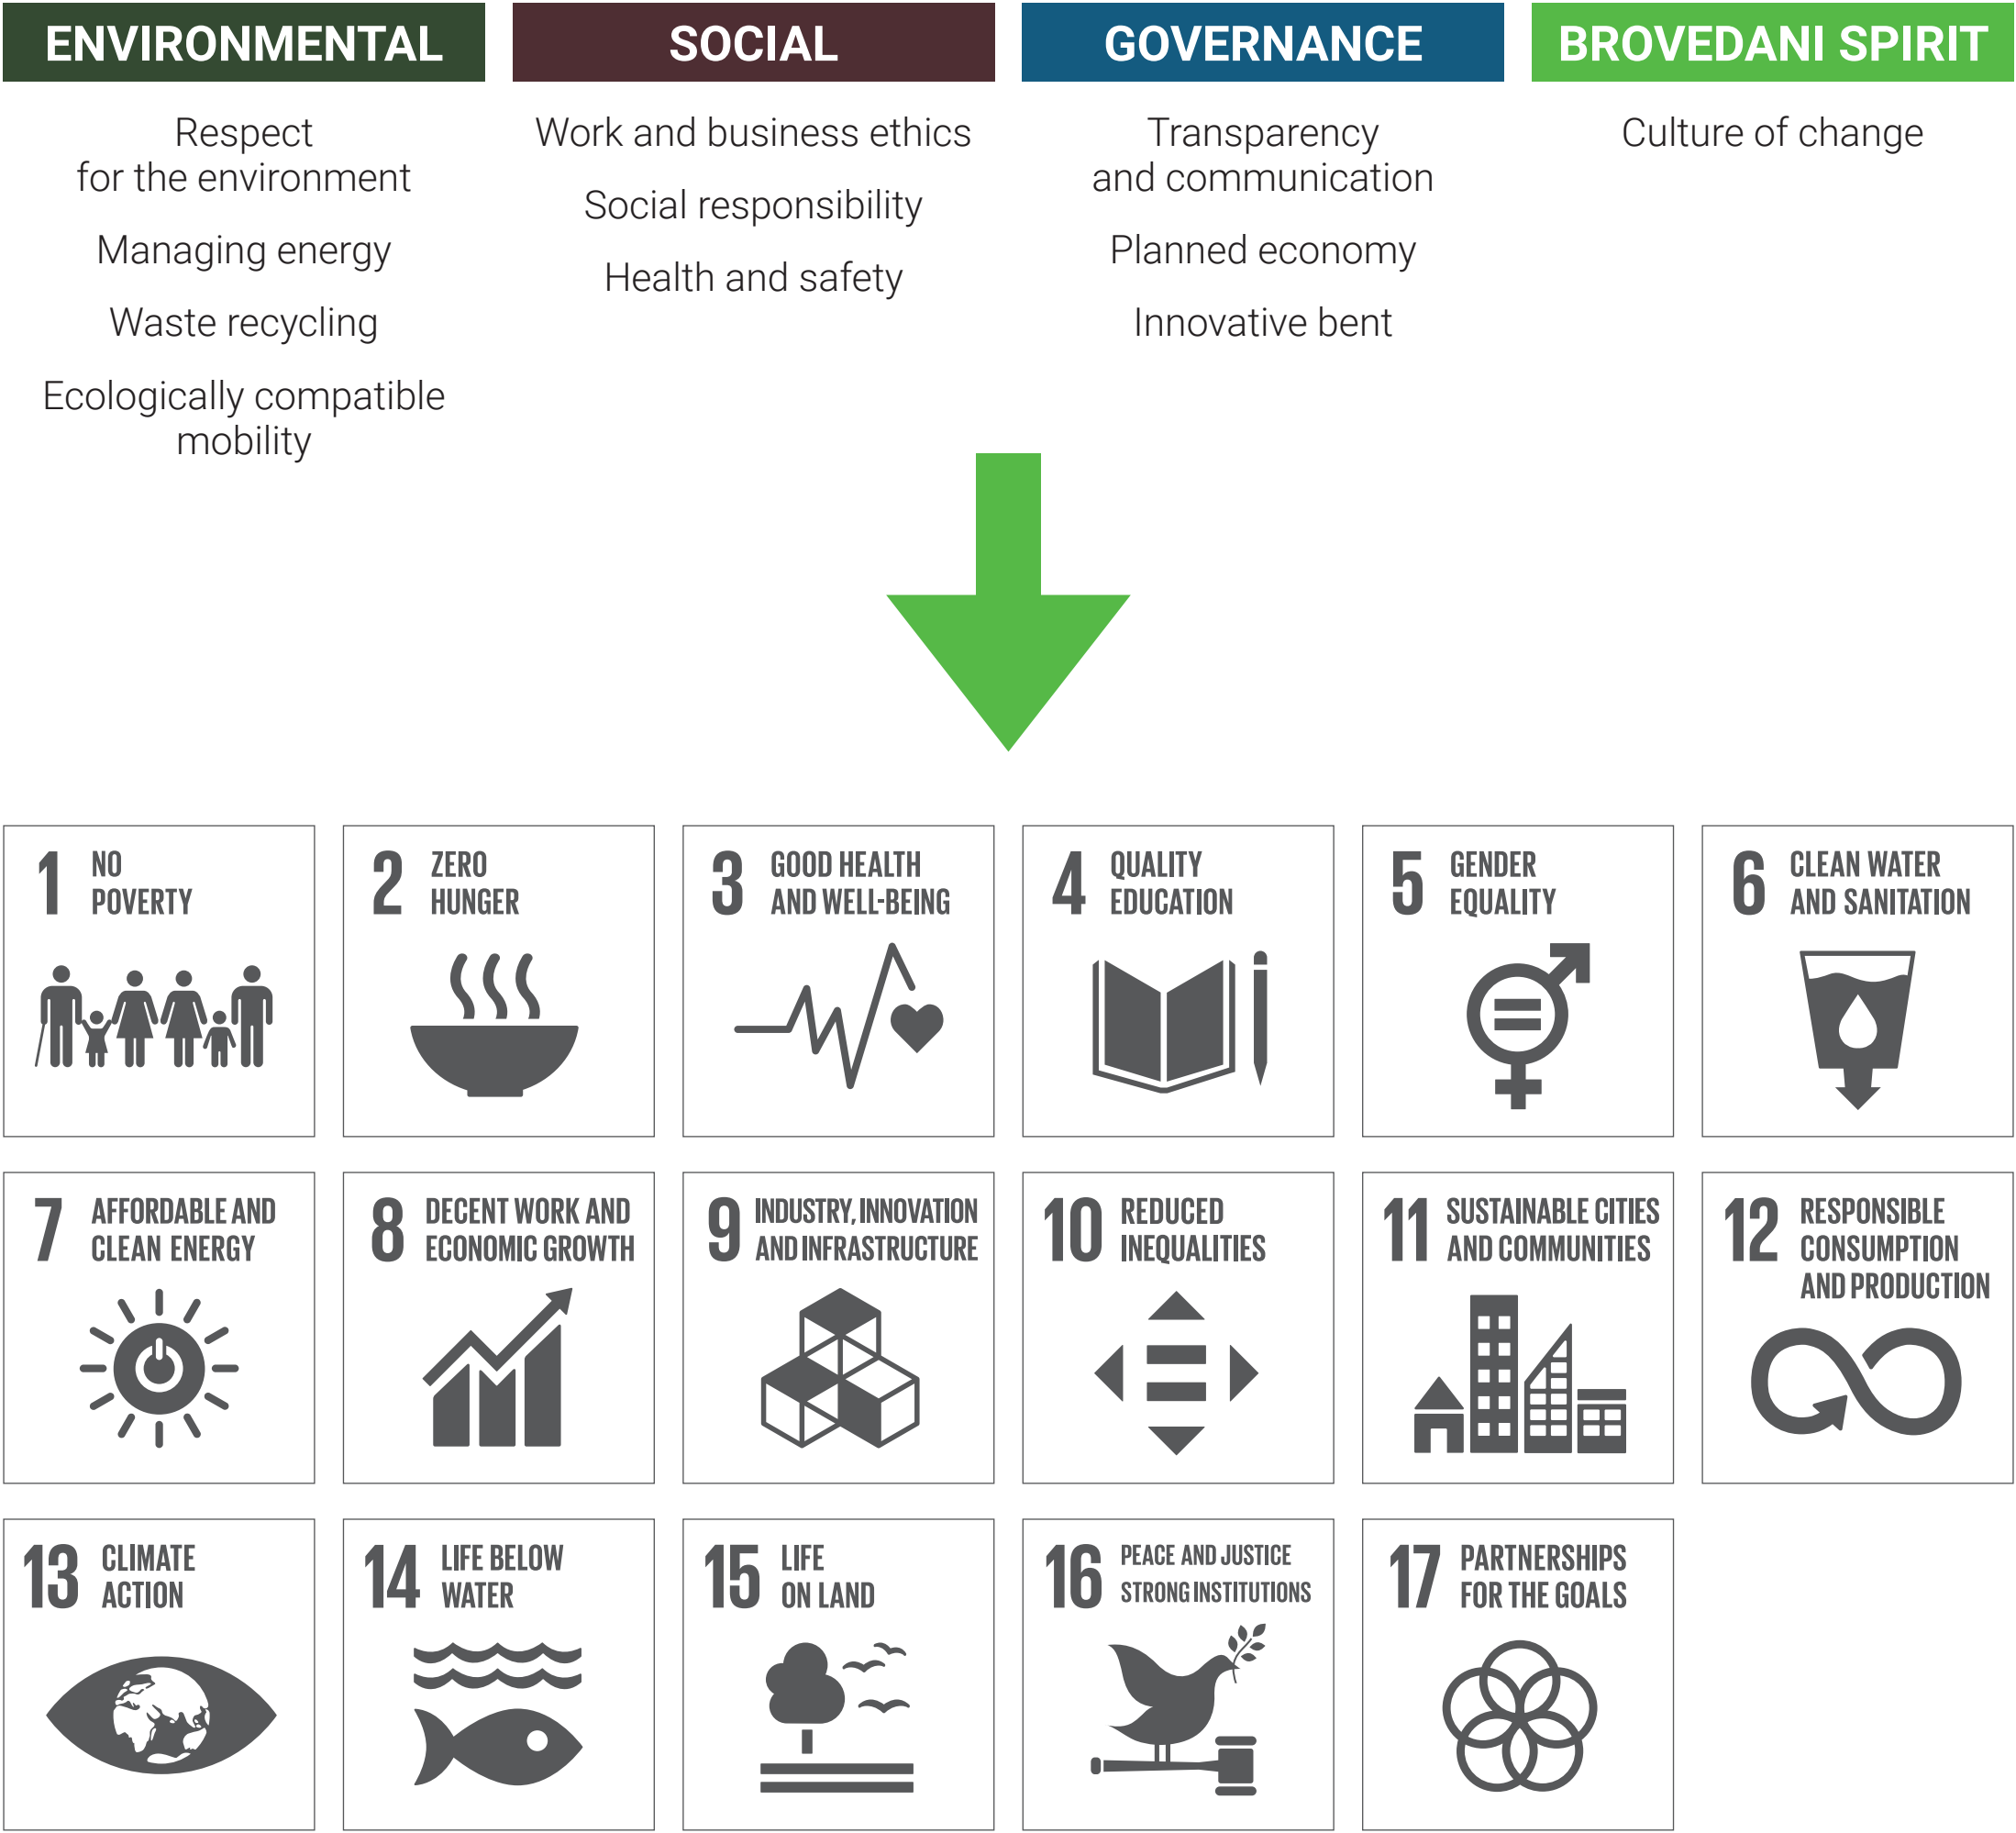 ENVIRONMENTAL
Respect
for the environment
Managing energy
Waste recycling
Ecologically compatible
mobility
SOCIAL
Work and business ethics
Social responsibility
Health and safety
GOVERNANCE
Transparency
and communication
Planned economy
Innovative bent
BROVEDANI SPIRIT
Culture of change
1 NO
POVERTY
2 ZERO
HUNGER
3 GOOD HEALTH
AND WELL-BEING
4 QUALITY
EDUCATION
5 GENDER
EQUALITY
6 CLEAN WATER
AND SANITATION
7 AFFORDABLE AND
CLEAN ENERGY
8 DECENT WORK AND
ECONOMIC GROWTH
9 INDUSTRY, INNOVATION
AND INFRASTRUCTURE
10 REDUCED
INEQUALITIES
11 SUSTAINABLE CITIES
AND COMMUNITIES
12 RESPONSIBLE
CONSUMPTION
AND PRODUCTION
13 CLIMATE
ACTION
14 LIFE BELOW
WATER
15 LIFE
ON LAND
16 PEACE AND JUSTICE
STRONG INSTITUTIONS
17 PARTNERSHIPS
FOR THE GOALS